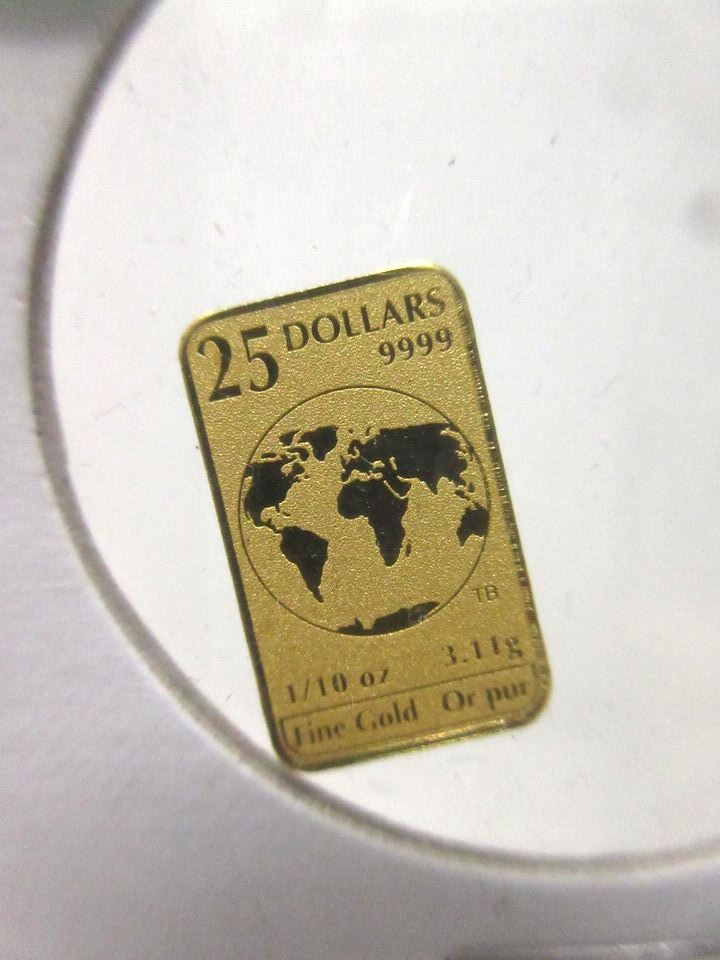 25 DOLLARS
9999
TB
1/10 oz 3.11g
Fine Gold Or pur